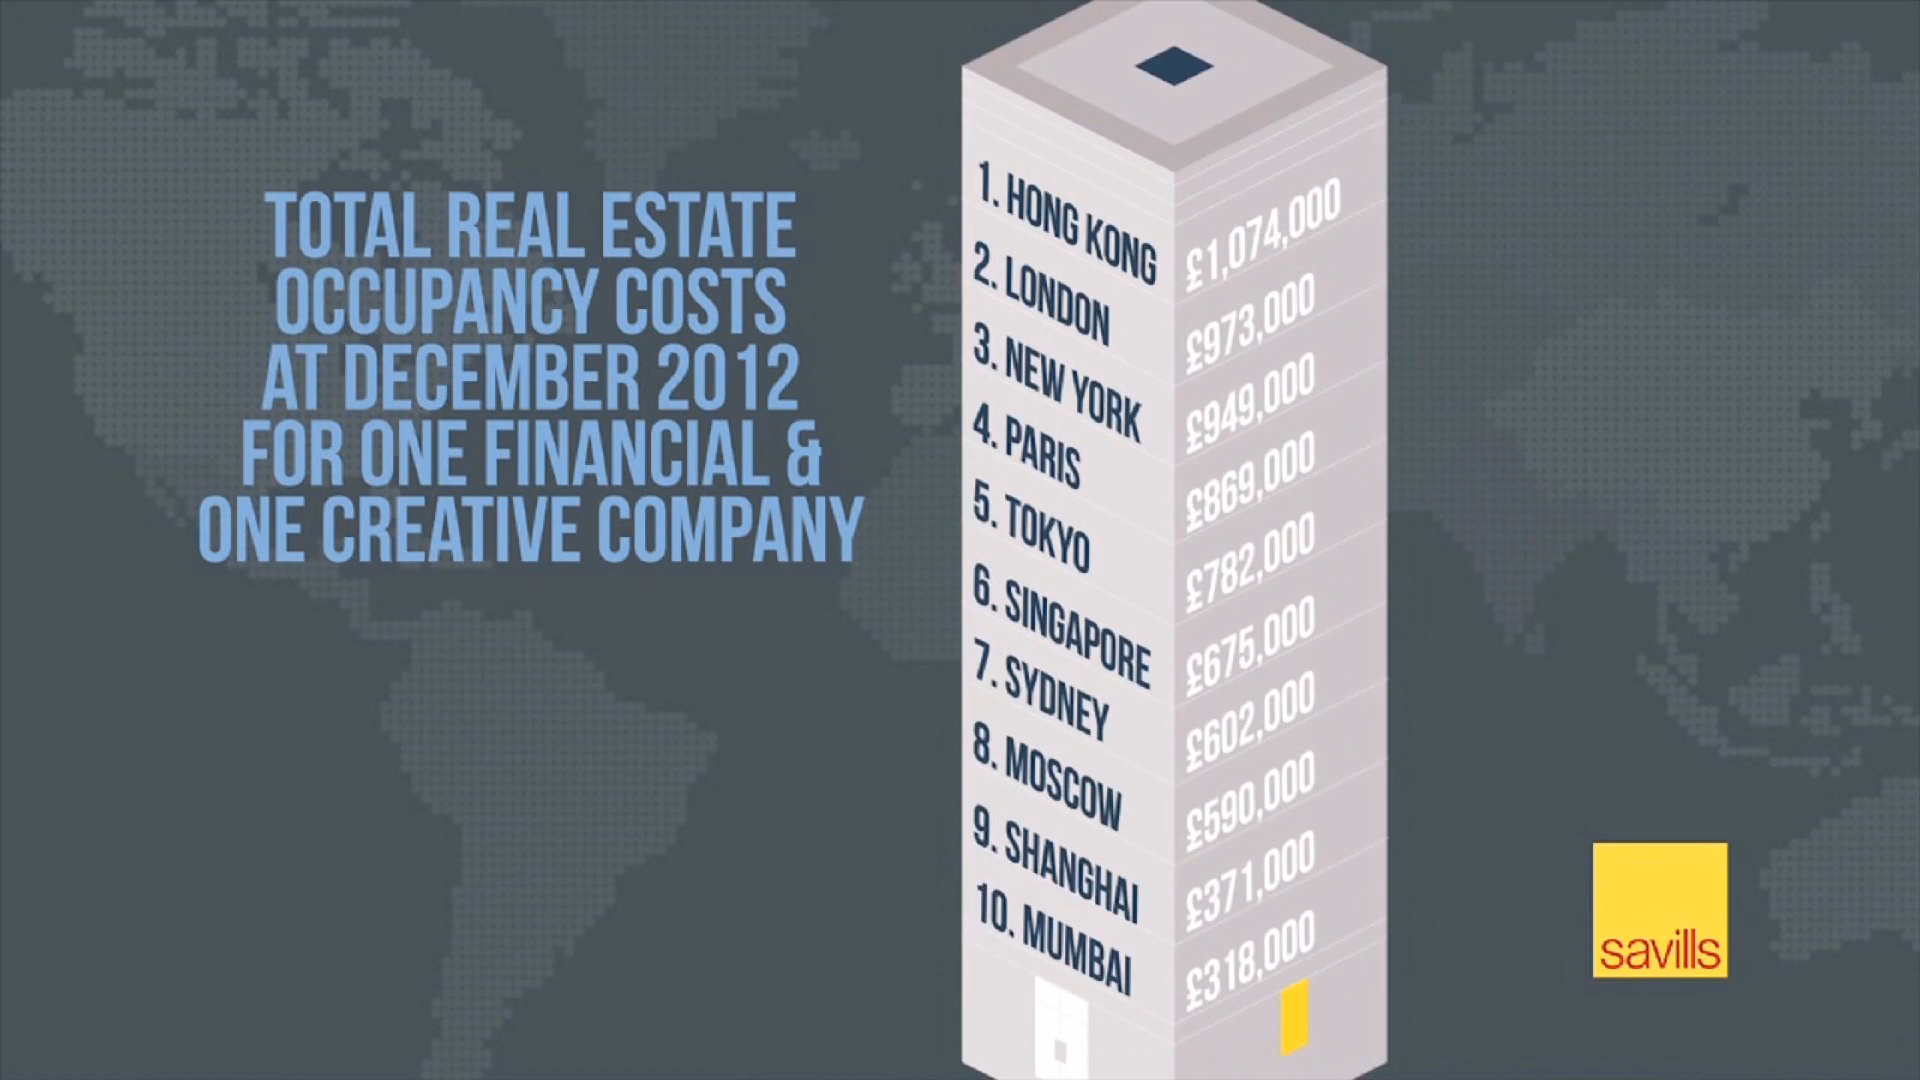 TOTAL REAL ESTATE
OCCUPANCY COSTS
AT DECEMBER 2012
FOR ONE FINANCIAL &
ONE CREATIVE COMPANY
1. HONG KONG £1,074,000
2. LONDON £973,000
3. NEW YORK £949,000
4. PARIS £869,000
5. TOKYO £782,000
6. SINGAPORE £675,000
7. SYDNEY £602,000
8. MOSCOW £590,000
9. SHANGHAI £371,000
10. MUMBAI £318,000
savills